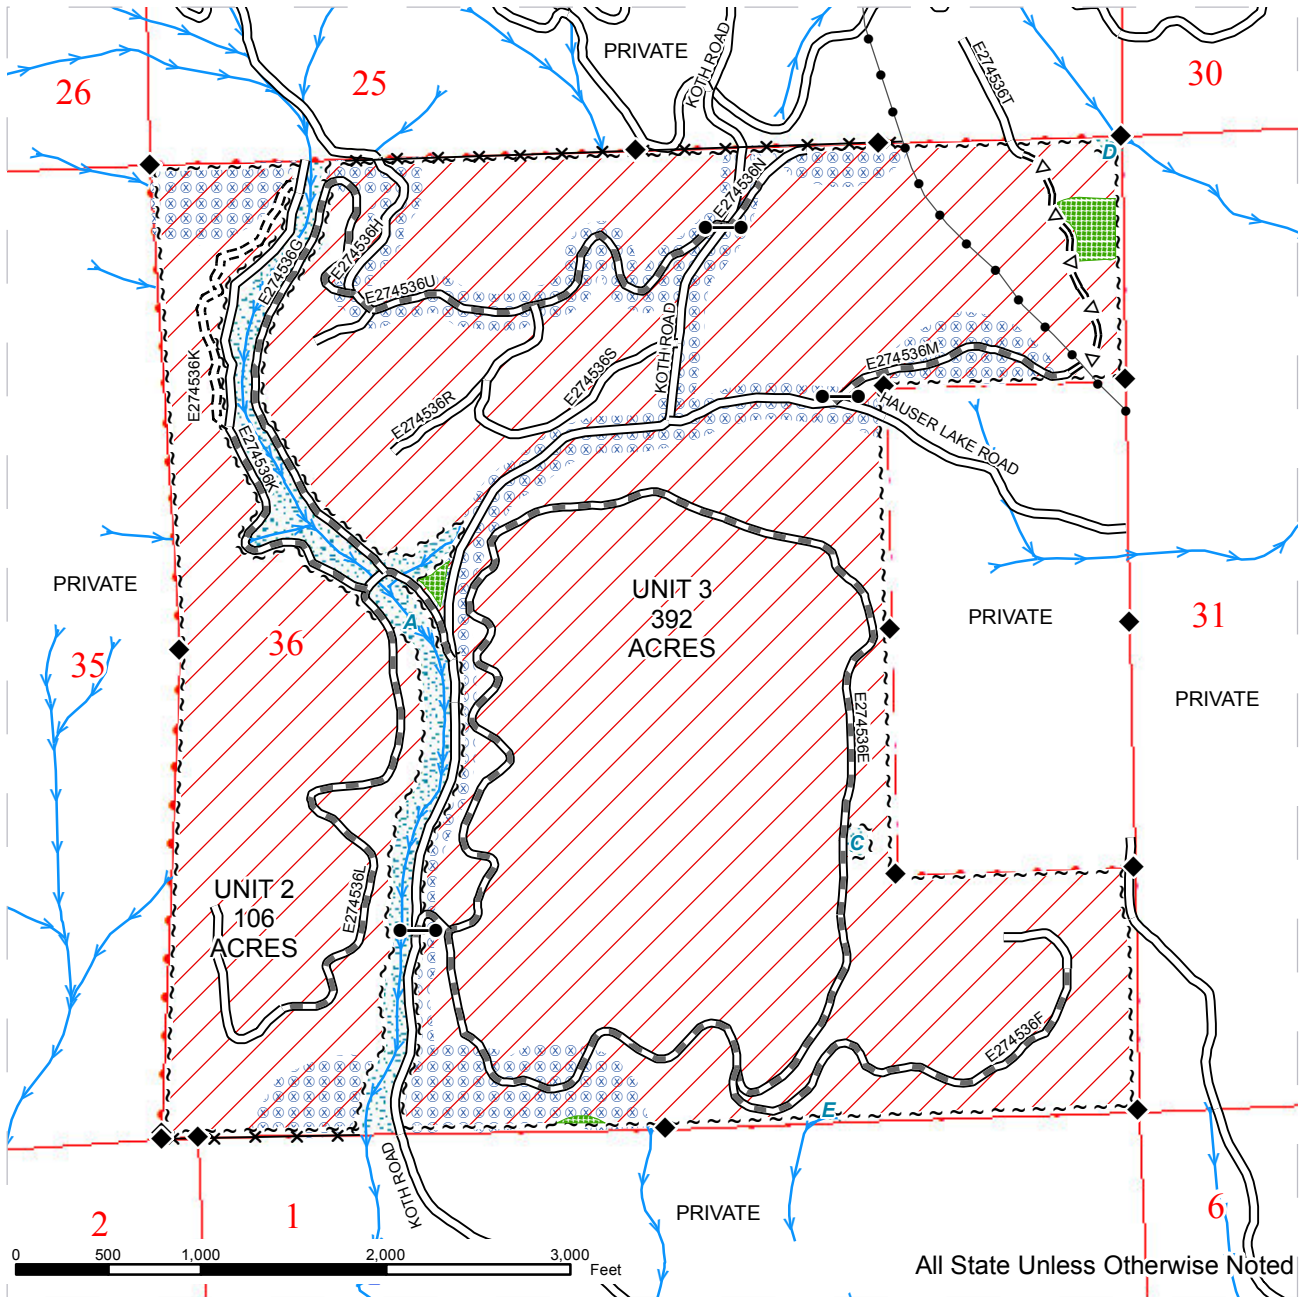 PRIVATE
KOTH ROAD
E274536T
26
25
30
D
E274536N
E274536H
E274536G
E274536U
KOTH ROAD
E274536K
E274536S
E274536M
E274536R
HAUSER LAKE ROAD
E274536K
PRIVATE
UNIT 3
392
ACRES
PRIVATE
31
A
36
35
PRIVATE
E274536E
C
UNIT 2
106
ACRES
E274536L
E274536F
E
KOTH ROAD
2
1
PRIVATE
6
0 500 1,000 2,000 3,000
Feet
All State Unless Otherwise Noted